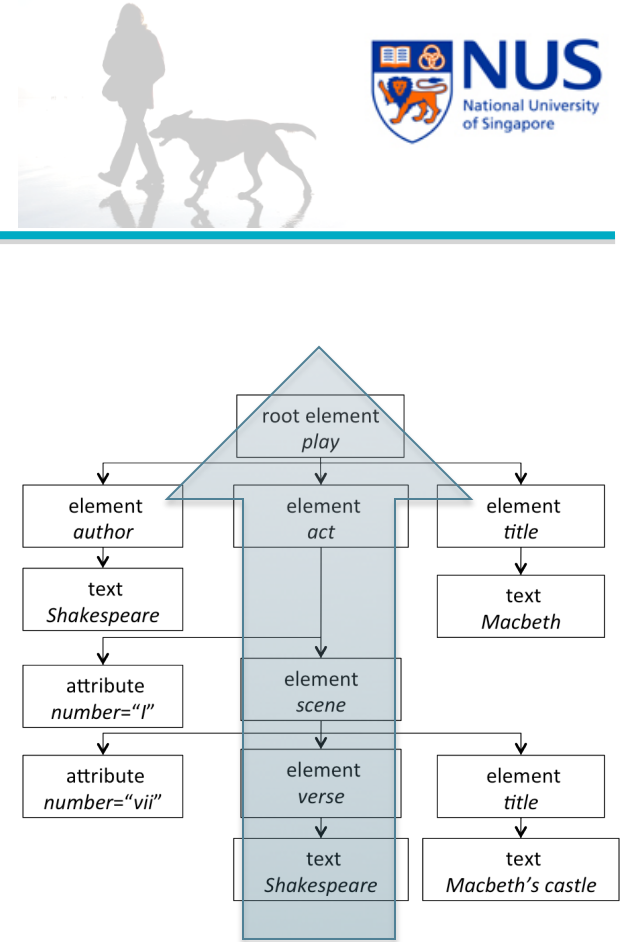 NUS
National University
of Singapore
root element
play
element
author
element
act
element
title
text
Shakespeare
text
Macbeth
attribute
number=“I”
element
scene
attribute
number=“vii”
element
verse
element
title
text
Shakespeare
text
Macbeth’s castle